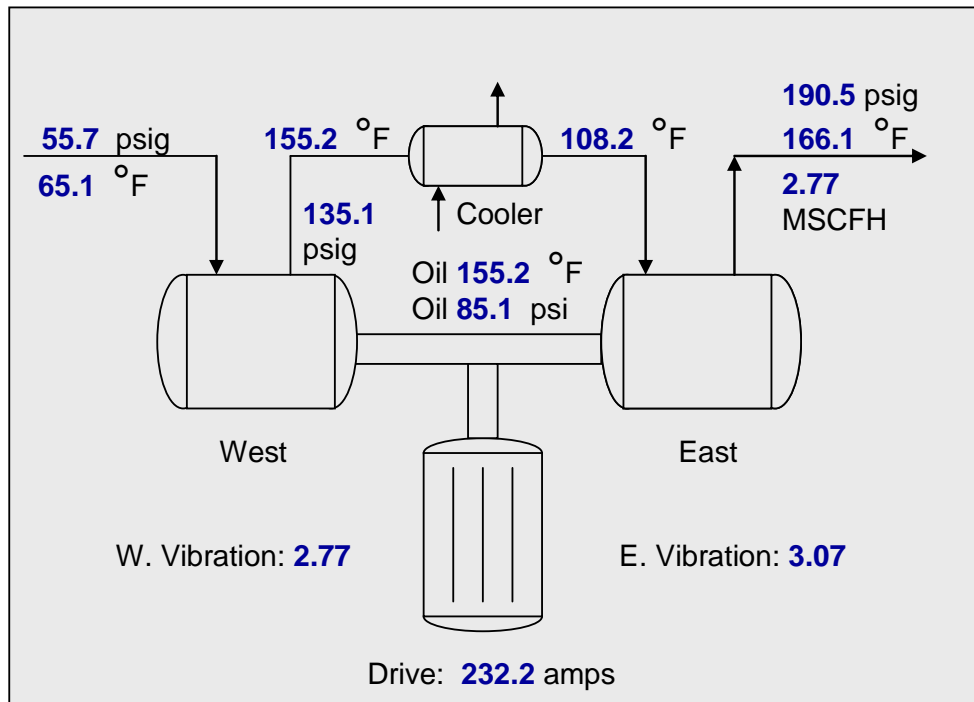 55.7 psig
65.1 °F
155.2 °F
135.1
psig
Cooler
108.2 °F
190.5 psig
166.1 °F
2.77
MSCFH
Oil 155.2 °F
Oil 85.1 psi
West
East
W. Vibration: 2.77
E. Vibration: 3.07
Drive: 232.2 amps